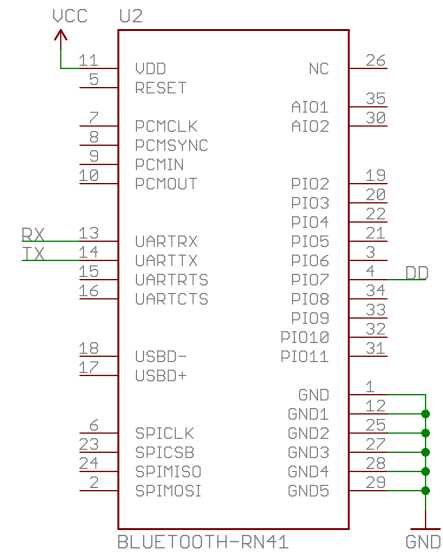 VCC U2
11 VDD NC 26
5 RESET
AIO1 35
7 PCMCLK AIO2 30
8 PCMSYNC
9 PCMIN
10 PCMOUT PIO2 19
PIO3 20
PIO4 22
RX 13 UARTRX PIO5 21
TX 14 UARTTX PIO6 3
15 UARTRTS PIO7 4 DD
16 UARTCTS PIO8 34
PIO9 33
PIO10 32
18 USBD- PIO11 31
17 USBD+
GND 1
GND1 12
6 SPICLK GND2 25
23 SPICSB GND3 27
24 SPIMISO GND4 28
2 SPIMOSI GND5 29
BLUETOOTH-RN41 GND